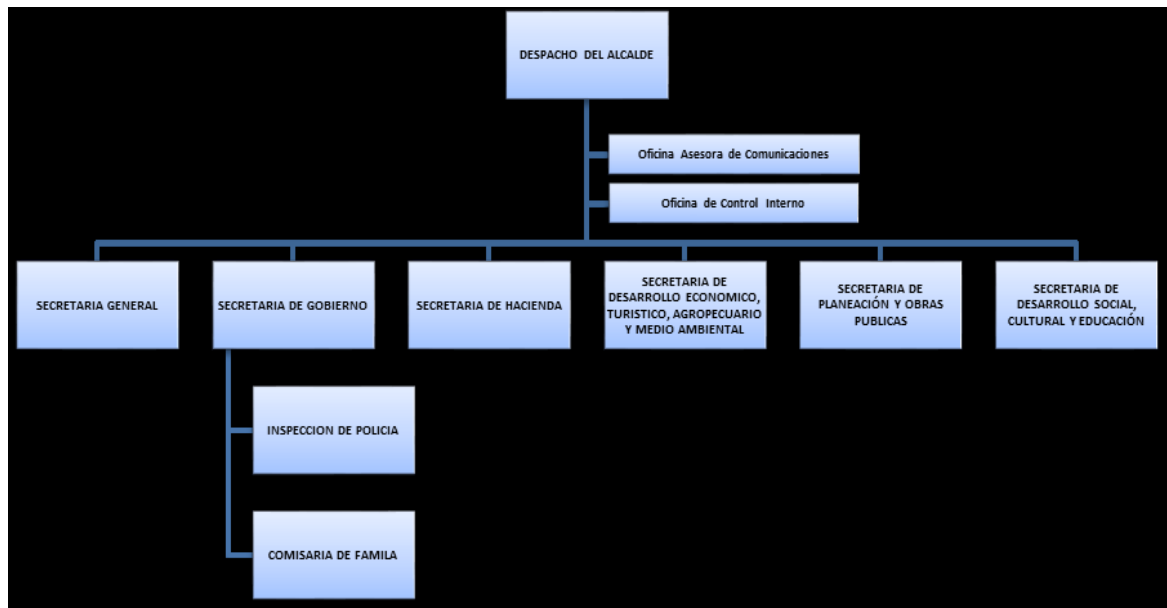 DESPACHO DEL ALCALDE
Oficina Asesora de Comunicaciones
Oficina de Control Interno
SECRETARIA GENERAL
SECRETARIA DE GOBIERNO
SECRETARIA DE HACIENDA
SECRETARIA DE
DESARROLLO ECONOMICO,
TURISTICO, AGROPECUARIO
Y MEDIO AMBIENTAL
SECRETARIA DE
PLANEACIÓN Y OBRAS
PUBLICAS
SECRETARIA DE
DESARROLLO SOCIAL,
CULTURAL Y EDUCACIÓN
INSPECCION DE POLICIA
COMISARIA DE FAMILA